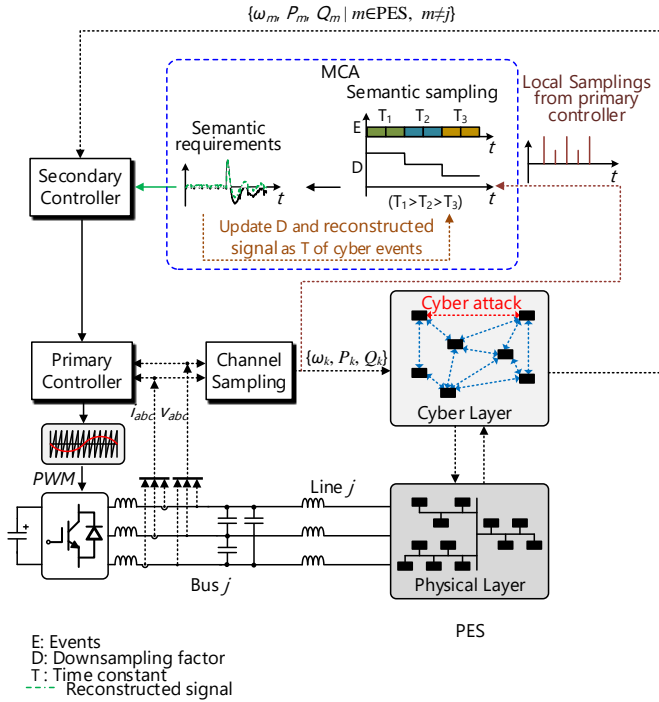 {ω_m, P_m, Q_m | m∈PES, m≠j}
MCA
Semantic sampling
E
T₁ T₂ T₃
t
D
t
(T₁>T₂>T₃)
Semantic
requirements
t
Update D and reconstructed
signal as T of cyber events
Local Samplings
from primary
controller
t
Secondary
Controller
Primary
Controller
Channel
Sampling
{ω_k, P_k, Q_k}
Cyber attack
Cyber Layer
i_abc v_abc
PWM
Line j
+
Bus j
Physical Layer
PES
E: Events
D: Downsampling factor
T : Time constant
Reconstructed signal